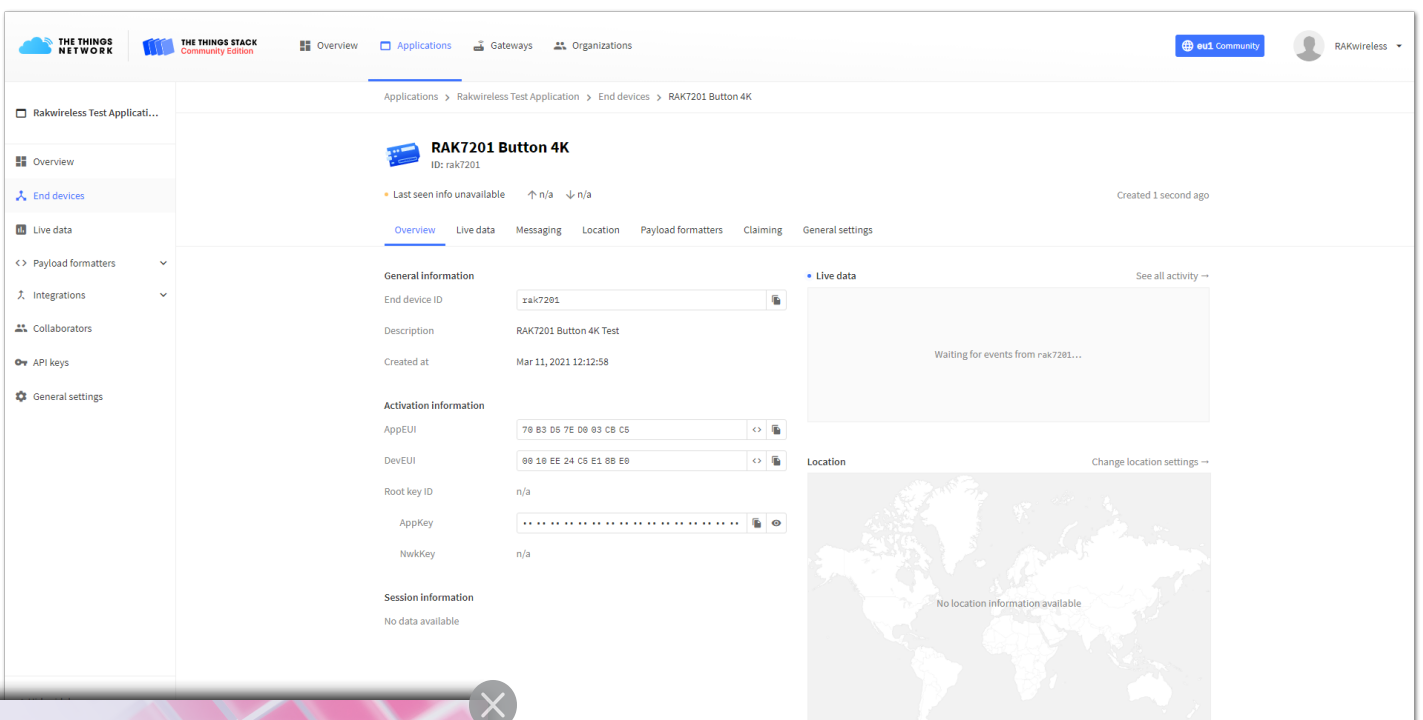 THE THINGS NETWORK
THE THINGS STACK Community Edition
Overview Applications Gateways Organizations
eu1 Community
RAKwireless
Rakwireless Test Applicati...
Overview
End devices
Live data
Payload formatters
Integrations
Collaborators
API keys
General settings
Applications > Rakwireless Test Application > End devices > RAK7201 Button 4K
RAK7201 Button 4K
ID: rak7201
Last seen info unavailable ↑ n/a ↓ n/a
Created 1 second ago
Overview Live data Messaging Location Payload formatters Claiming General settings
General information
End device ID rak7201
Description RAK7201 Button 4K Test
Created at Mar 11, 2021 12:12:58
Activation information
AppEUI 70 B3 D5 7E D0 03 CB C5
DevEUI 00 10 EE 24 C5 E1 8B E0
Root key ID n/a
AppKey •• •• •• •• •• •• •• •• •• •• •• •• •• •• •• ••
NwkKey n/a
Session information
No data available
Live data
See all activity →
Waiting for events from rak7201...
Location
Change location settings →
No location information available